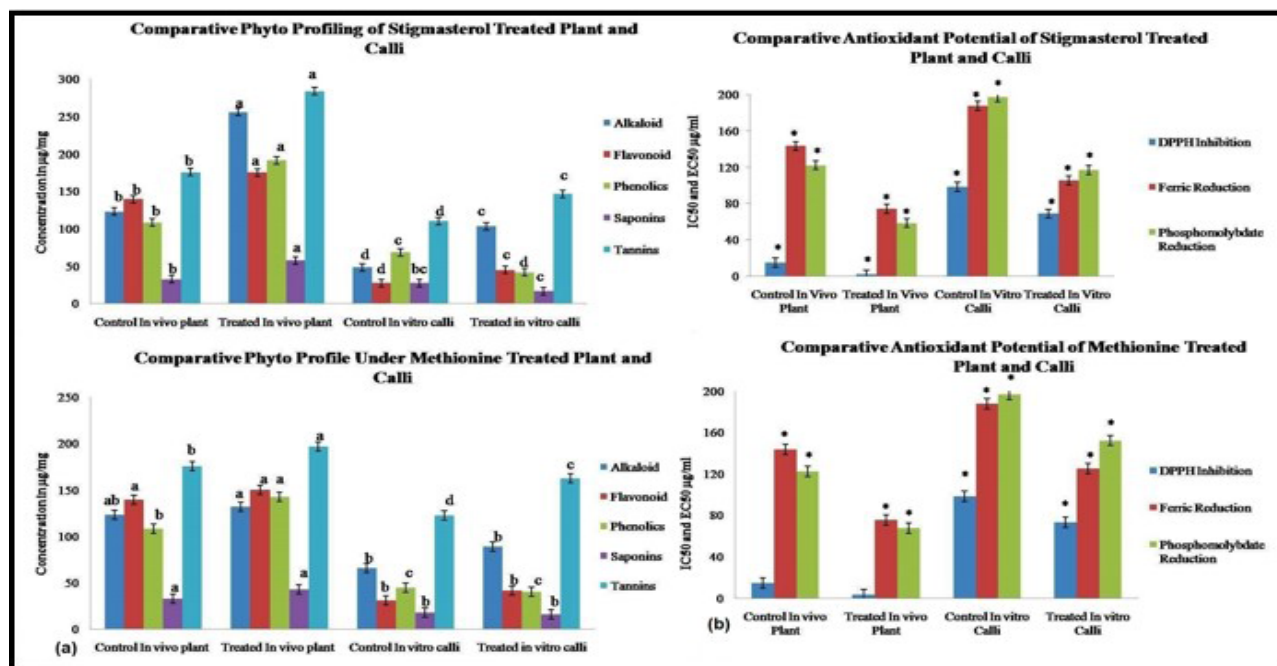 Comparative Phyto Profiling of Stigmasterol Treated Plant and
Calli
Concentration in µg/mg
300
250
200
150
100
50
0
b
b
b
b
b
a
a
a
a
a
d
d
c
bc
d
c
c
d
c
c
Control In vivo plant
Treated In vivo plant
Control In vitro calli
Treated in vitro calli
Alkaloid
Flavonoid
Phenolics
Saponins
Tannins
Comparative Antioxidant Potential of Stigmasterol Treated
Plant and Calli
IC50 and EC50 µg/ml
200
160
120
80
40
0
* * *
* * *
* * *
* * *
Control In Vivo
Plant
Treated In Vivo
Plant
Control In Vitro
Calli
Treated In Vitro
Calli
DPPH Inhibition
Ferric Reduction
Phosphomolybdate
Reduction
Comparative Phyto Profile Under Methionine Treated Plant and
Calli
Concentration in µg/mg
250
200
150
100
50
0
ab
a
b
a
b
a
a
a
a
a
b
b
c
b
d
b
b
c
b
c
Control In vivo plant
Treated In vivo plant
Control In vitro calli
Treated in vitro calli
(a)
Alkaloid
Flavonoid
Phenolics
Saponins
Tannins
Comparative Antioxidant Potential of Methionine Treated
Plant and Calli
IC50 and EC50 µg/ml
200
160
120
80
40
0
* *
* *
* * *
* * *
Control In vivo
Plant
Treated In vivo
Plant
Control In vitro
Calli
Treated In vitro
Calli
(b)
DPPH Inhibition
Ferric Reduction
Phosphomolybdate
Reduction